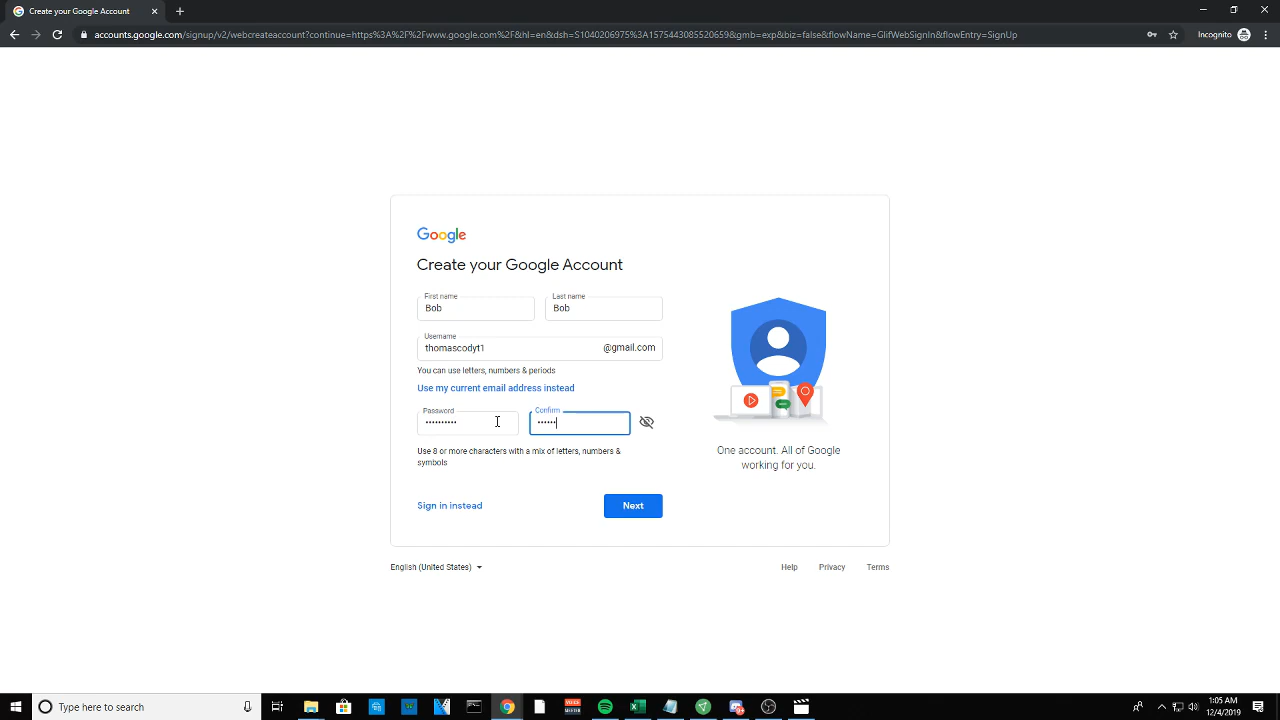 Create your Google Account
accounts.google.com/signup/v2/webcreateaccount?continue=https%3A%2F%2Fwww.google.com%2F&hl=en&dsh=S1040206975%3A1575443085520659&gmb=exp&biz=false&flowName=GlifWebSignIn&flowEntry=SignUp
Incognito
Google
Create your Google Account
First name
Last name
Bob
Bob
Username
thomascodyt1
@gmail.com
You can use letters, numbers & periods
Use my current email address instead
Password
Confirm
••••••••••
••••••
Use 8 or more characters with a mix of letters, numbers &
symbols
Sign in instead
Next
One account. All of Google
working for you.
English (United States)
Help
Privacy
Terms
Type here to search
1:05 AM
12/4/2019